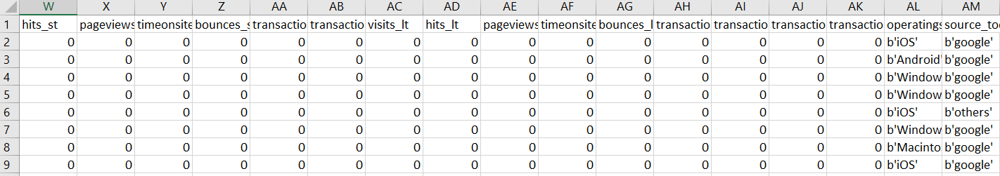 W X Y Z AA AB AC AD AE AF AG AH AI AJ AK AL AM
1 hits_st pageviews timeonsite bounces_s transactio transactio visits_lt hits_lt pageviews timeonsite bounces_l transactio transactio transactio transactio operatings source_too
2 0 0 0 0 0 0 0 0 0 0 0 0 0 0 0 b'iOS' b'google'
3 0 0 0 0 0 0 0 0 0 0 0 0 0 0 0 b'Android' b'google'
4 0 0 0 0 0 0 0 0 0 0 0 0 0 0 0 b'Window b'google'
5 0 0 0 0 0 0 0 0 0 0 0 0 0 0 0 b'Window b'google'
6 0 0 0 0 0 0 0 0 0 0 0 0 0 0 0 b'iOS' b'others'
7 0 0 0 0 0 0 0 0 0 0 0 0 0 0 0 b'Window b'google'
8 0 0 0 0 0 0 0 0 0 0 0 0 0 0 0 b'Macinto b'google'
9 0 0 0 0 0 0 0 0 0 0 0 0 0 0 0 b'iOS' b'google'